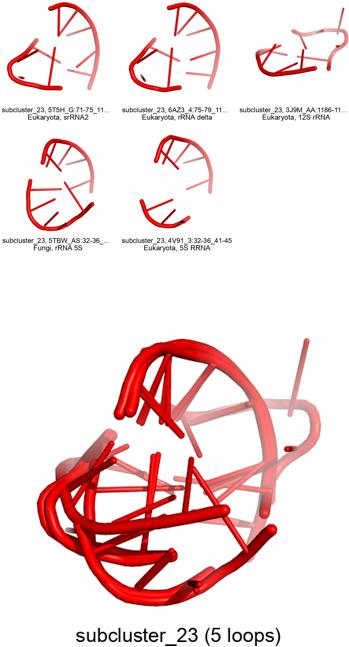 subcluster_23, 5T5H_G:71-75_11...
Eukaryota, srRNA2
subcluster_23, 6AZ3_4:75-79_11...
Eukaryota, rRNA delta
subcluster_23, 3J9M_AA:1186-11...
Eukaryota, 12S rRNA
subcluster_23, 5TBW_AS:32-36_...
Fungi, rRNA 5S
subcluster_23, 4V91_3:32-36_41-45
Eukaryota, 5S RRNA
subcluster_23 (5 loops)